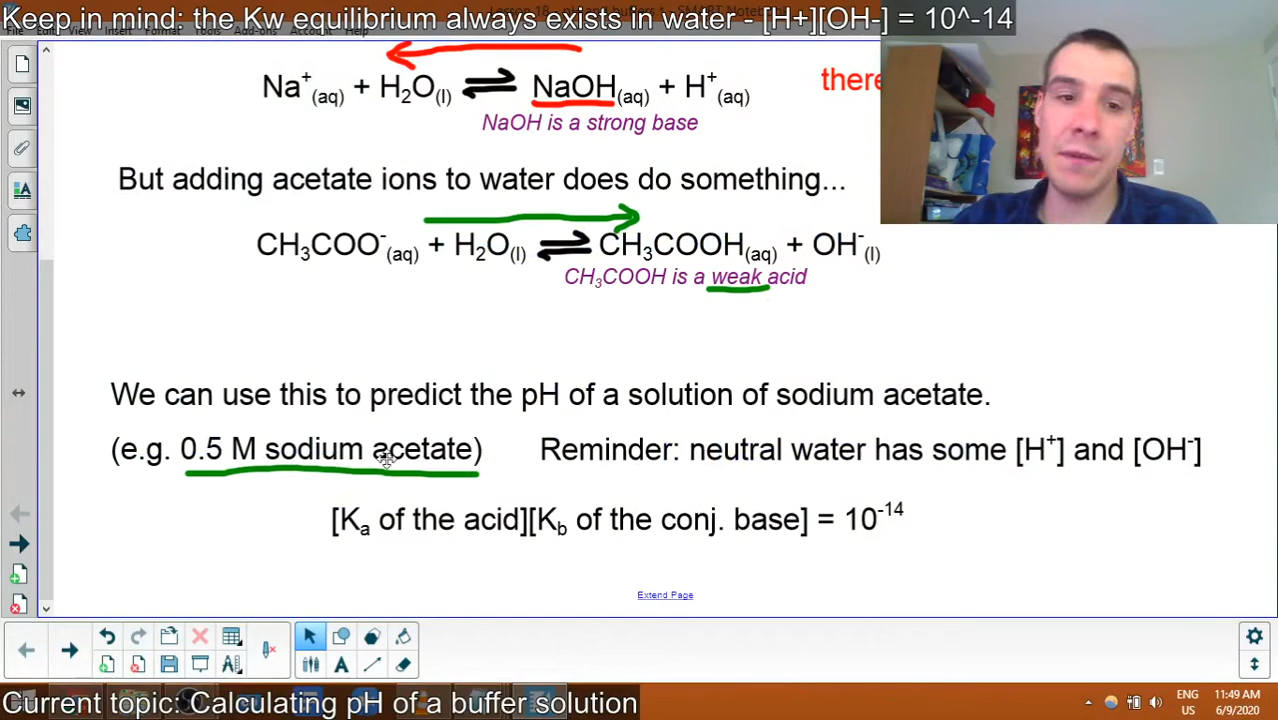 Keep in mind: the Kw equilibrium always exists in water - [H+][OH-] = 10^-14
Na+(aq) + H2O(l) ⇌ NaOH(aq) + H+(aq)
there
NaOH is a strong base
But adding acetate ions to water does do something...
CH3COO-(aq) + H2O(l) ⇌ CH3COOH(aq) + OH-(l)
CH3COOH is a weak acid
We can use this to predict the pH of a solution of sodium acetate.
(e.g. 0.5 M sodium acetate) Reminder: neutral water has some [H+] and [OH-]
[Ka of the acid][Kb of the conj. base] = 10-14
Extend Page
ENG 11:49 AM
US 6/9/2020
Current topic: Calculating pH of a buffer solution